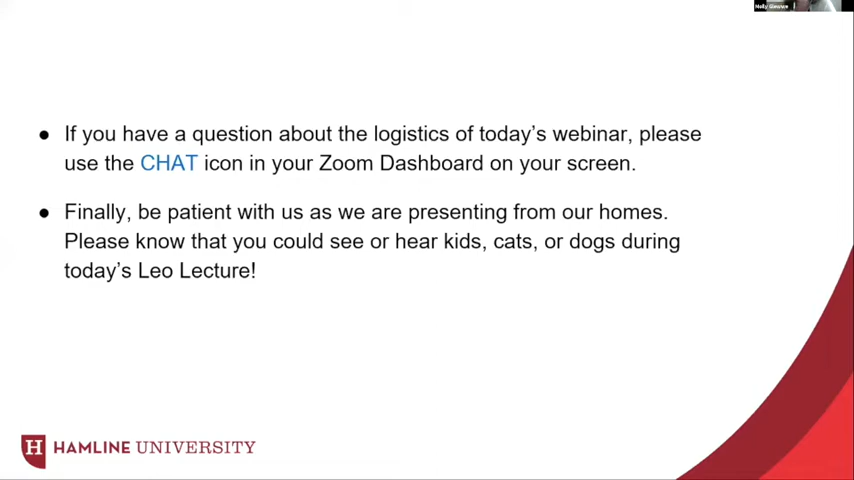 ● If you have a question about the logistics of today’s webinar, please
use the CHAT icon in your Zoom Dashboard on your screen.
● Finally, be patient with us as we are presenting from our homes.
Please know that you could see or hear kids, cats, or dogs during
today’s Leo Lecture!
H HAMLINE UNIVERSITY